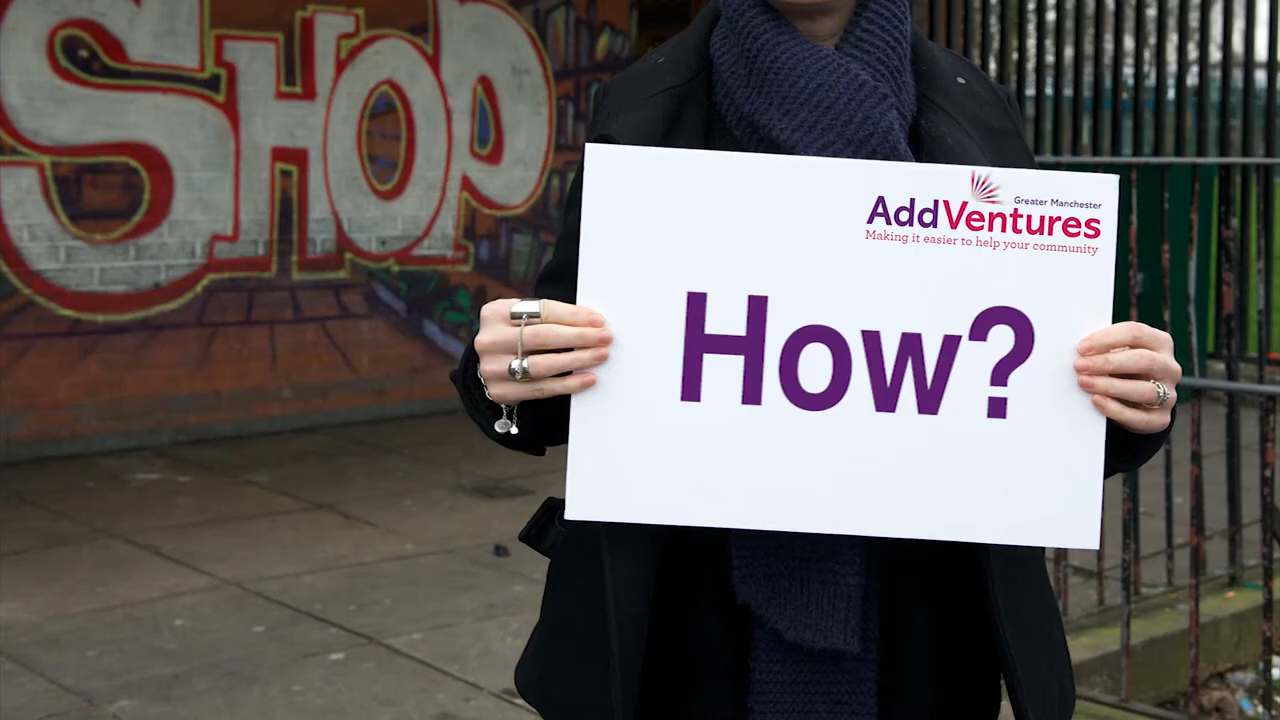 SHOP
Greater Manchester
AddVentures
Making it easier to help your community
How?